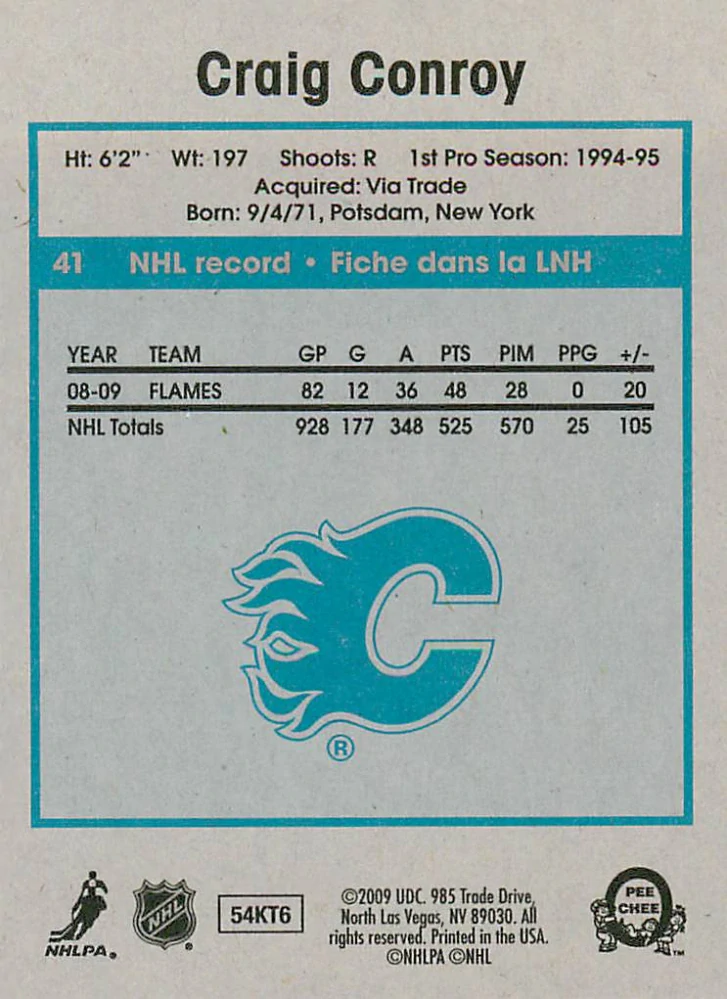 Craig Conroy
Ht: 6'2" Wt: 197 Shoots: R 1st Pro Season: 1994-95
Acquired: Via Trade
Born: 9/4/71, Potsdam, New York
41 NHL record • Fiche dans la LNH
YEAR TEAM GP G A PTS PIM PPG +/-
08-09 FLAMES 82 12 36 48 28 0 20
NHL Totals 928 177 348 525 570 25 105
C
®
NHLPA®
NHL®
54KT6
©2009 UDC. 985 Trade Drive,
North Las Vegas, NV 89030. All
rights reserved. Printed in the USA.
©NHLPA ©NHL
O
PEE
CHEE
TM